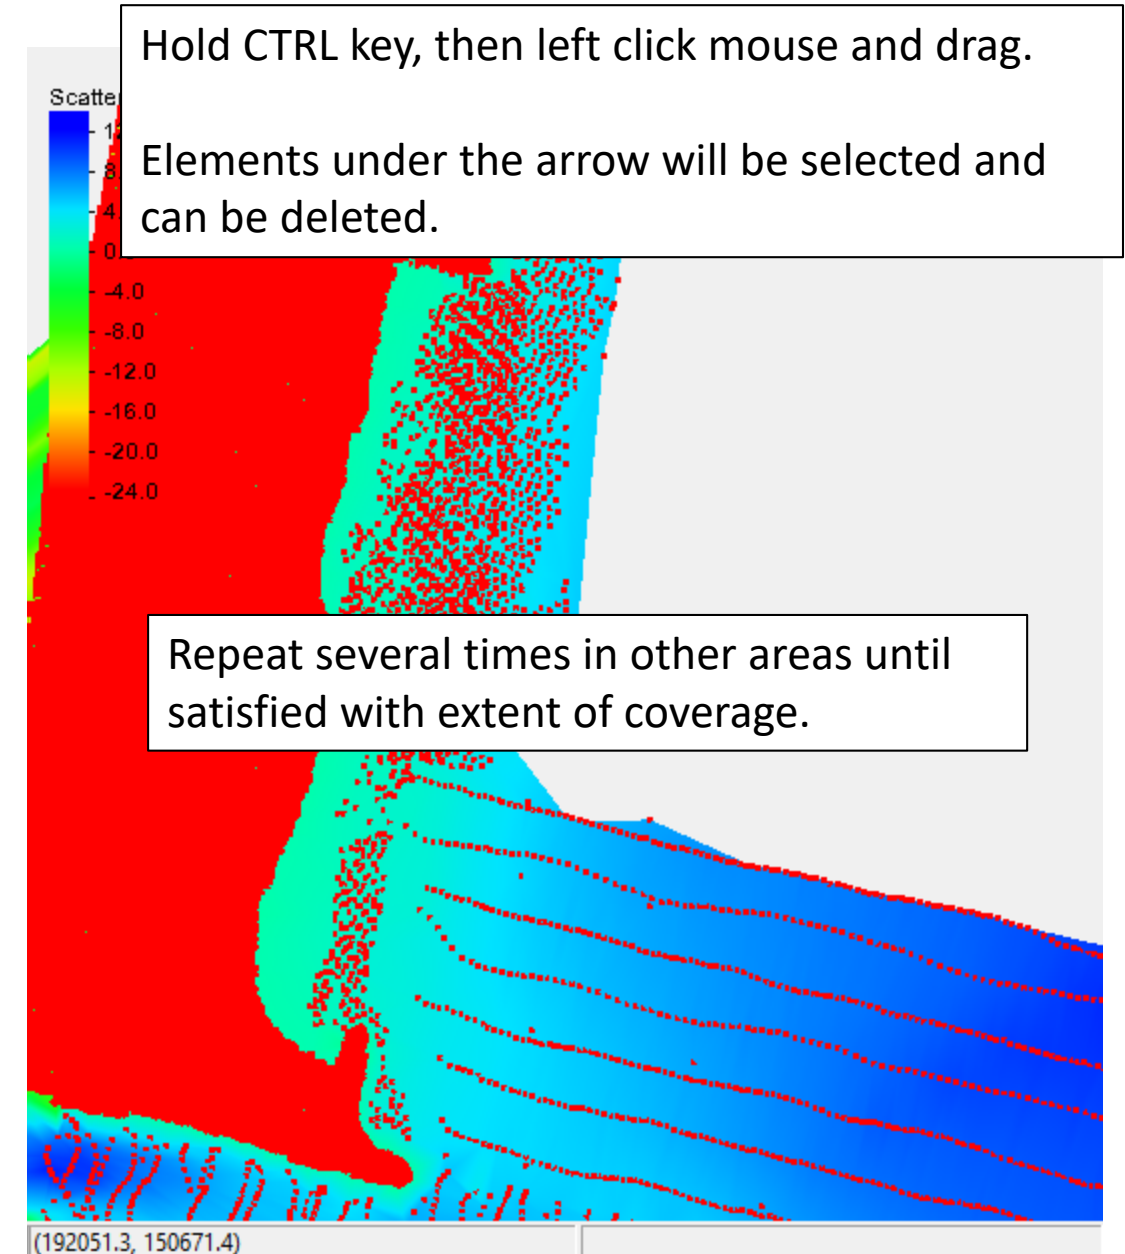 Hold CTRL key, then left click mouse and drag.
Elements under the arrow will be selected and
can be deleted.
-4.0
-8.0
-12.0
-16.0
-20.0
-24.0
Repeat several times in other areas until
satisfied with extent of coverage.
(192051.3, 150671.4)